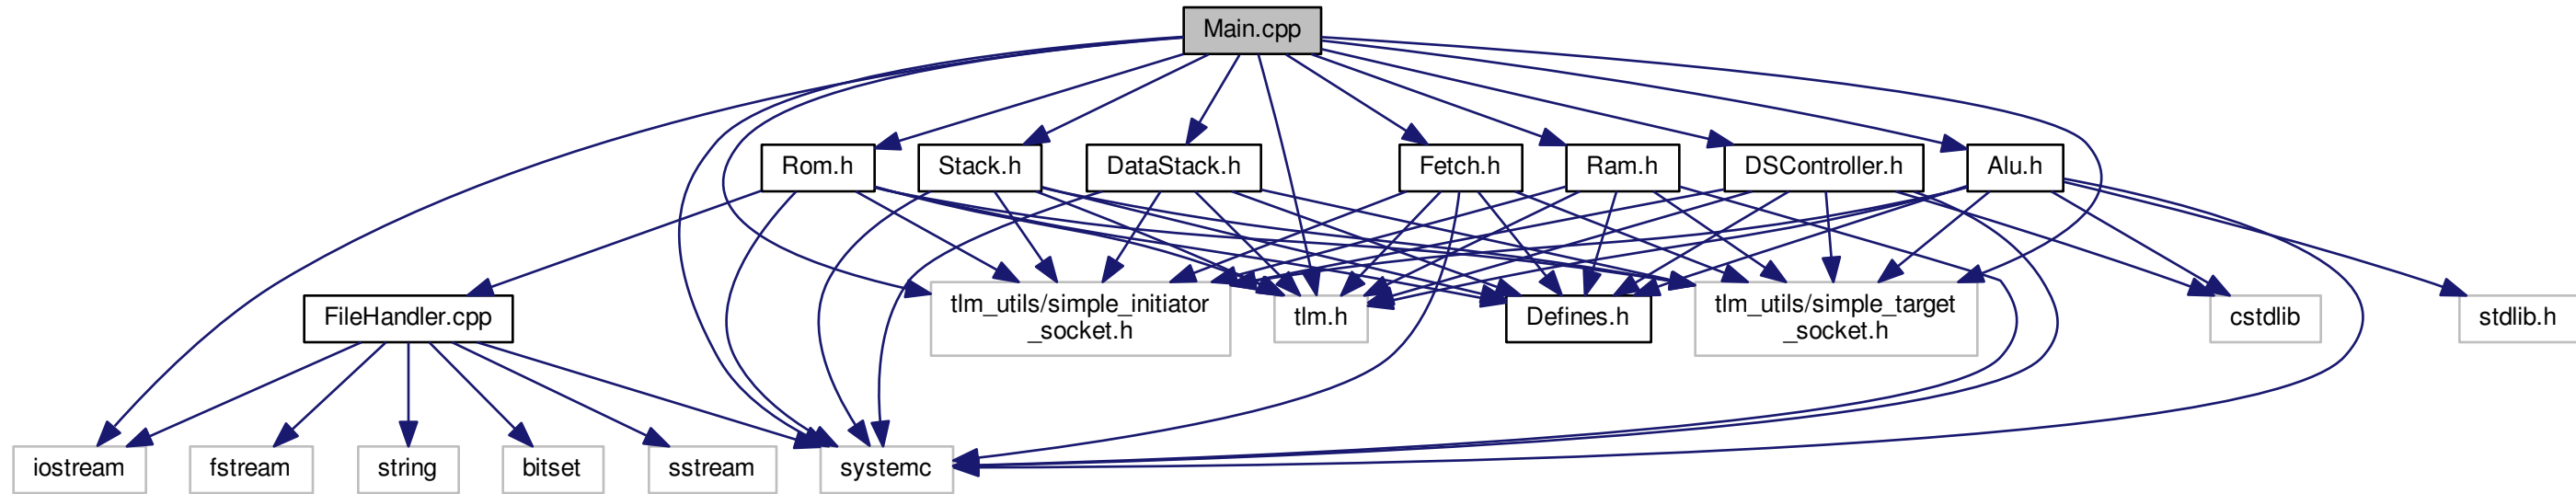 Main.cpp
Rom.h
Stack.h
DataStack.h
Fetch.h
Ram.h
DSController.h
Alu.h
FileHandler.cpp
tlm_utils/simple_initiator
_socket.h
tlm.h
Defines.h
tlm_utils/simple_target
_socket.h
cstdlib
stdlib.h
iostream
fstream
string
bitset
sstream
systemc